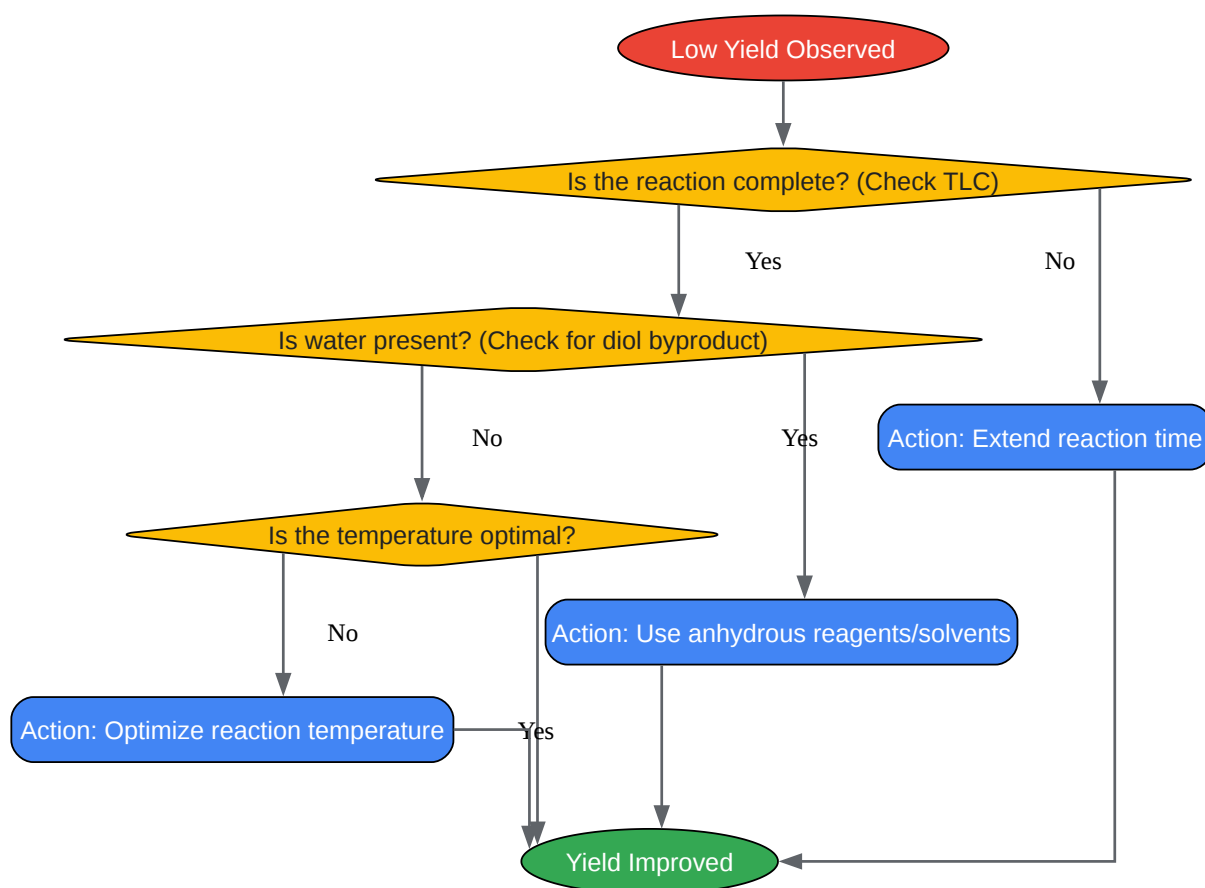 Low Yield Observed
Is the reaction complete? (Check TLC)
Yes
No
Is water present? (Check for diol byproduct)
No
Yes
Action: Extend reaction time
Is the temperature optimal?
No
Action: Use anhydrous reagents/solvents
Action: Optimize reaction temperature
Yes
Yield Improved